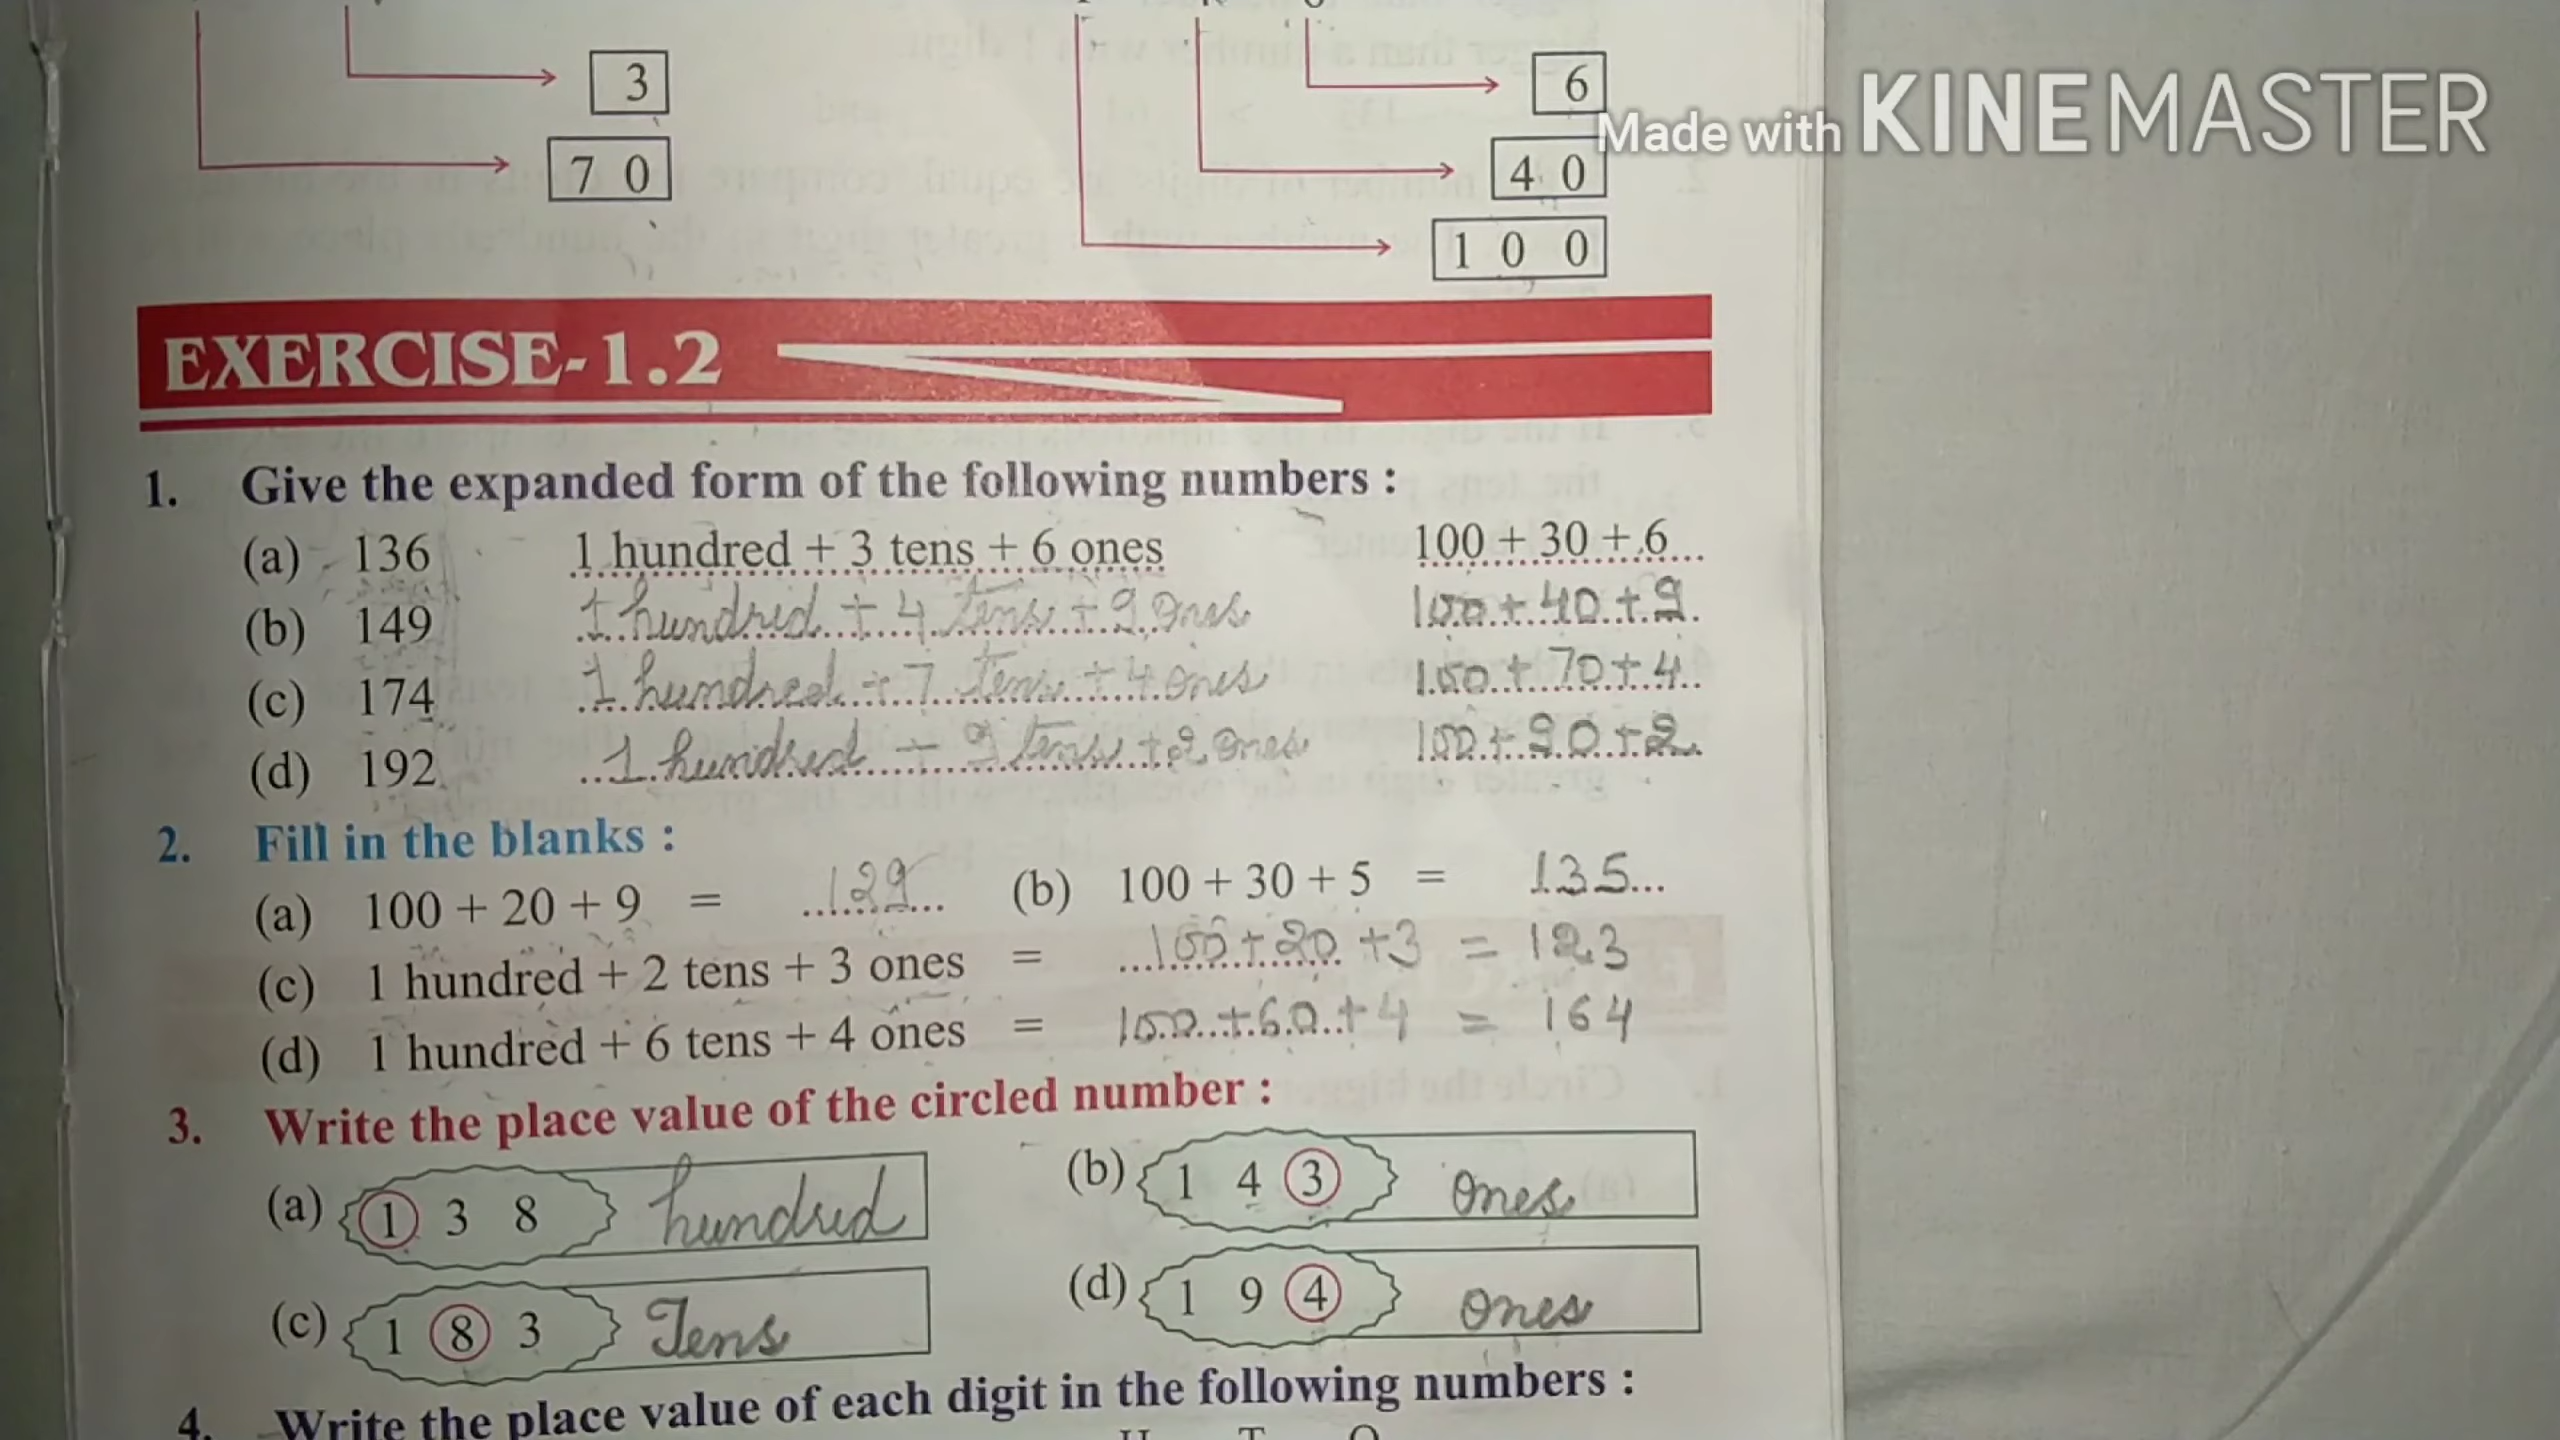 3
6
Made with KINEMASTER
7 0
4 0
1 0 0
EXERCISE-1.2
1. Give the expanded form of the following numbers :
(a) 136 1 hundred + 3 tens + 6 ones 100 + 30 + 6
(b) 149 1 hundred + 4 tens + 9 ones 100 + 40 + 9
(c) 174 1 hundred + 7 tens + 4 ones 100 + 70 + 4
(d) 192 1 hundred + 9 tens + 2 ones 100 + 90 + 2
2. Fill in the blanks :
(a) 100 + 20 + 9 = 129 (b) 100 + 30 + 5 = 135
(c) 1 hundred + 2 tens + 3 ones = 100 + 20 + 3 = 123
(d) 1 hundred + 6 tens + 4 ones = 100 + 60 + 4 = 164
3. Write the place value of the circled number :
(a) 1 3 8 hundred (b) 1 4 3 ones
(c) 1 8 3 Tens (d) 1 9 4 ones
4. Write the place value of each digit in the following numbers :